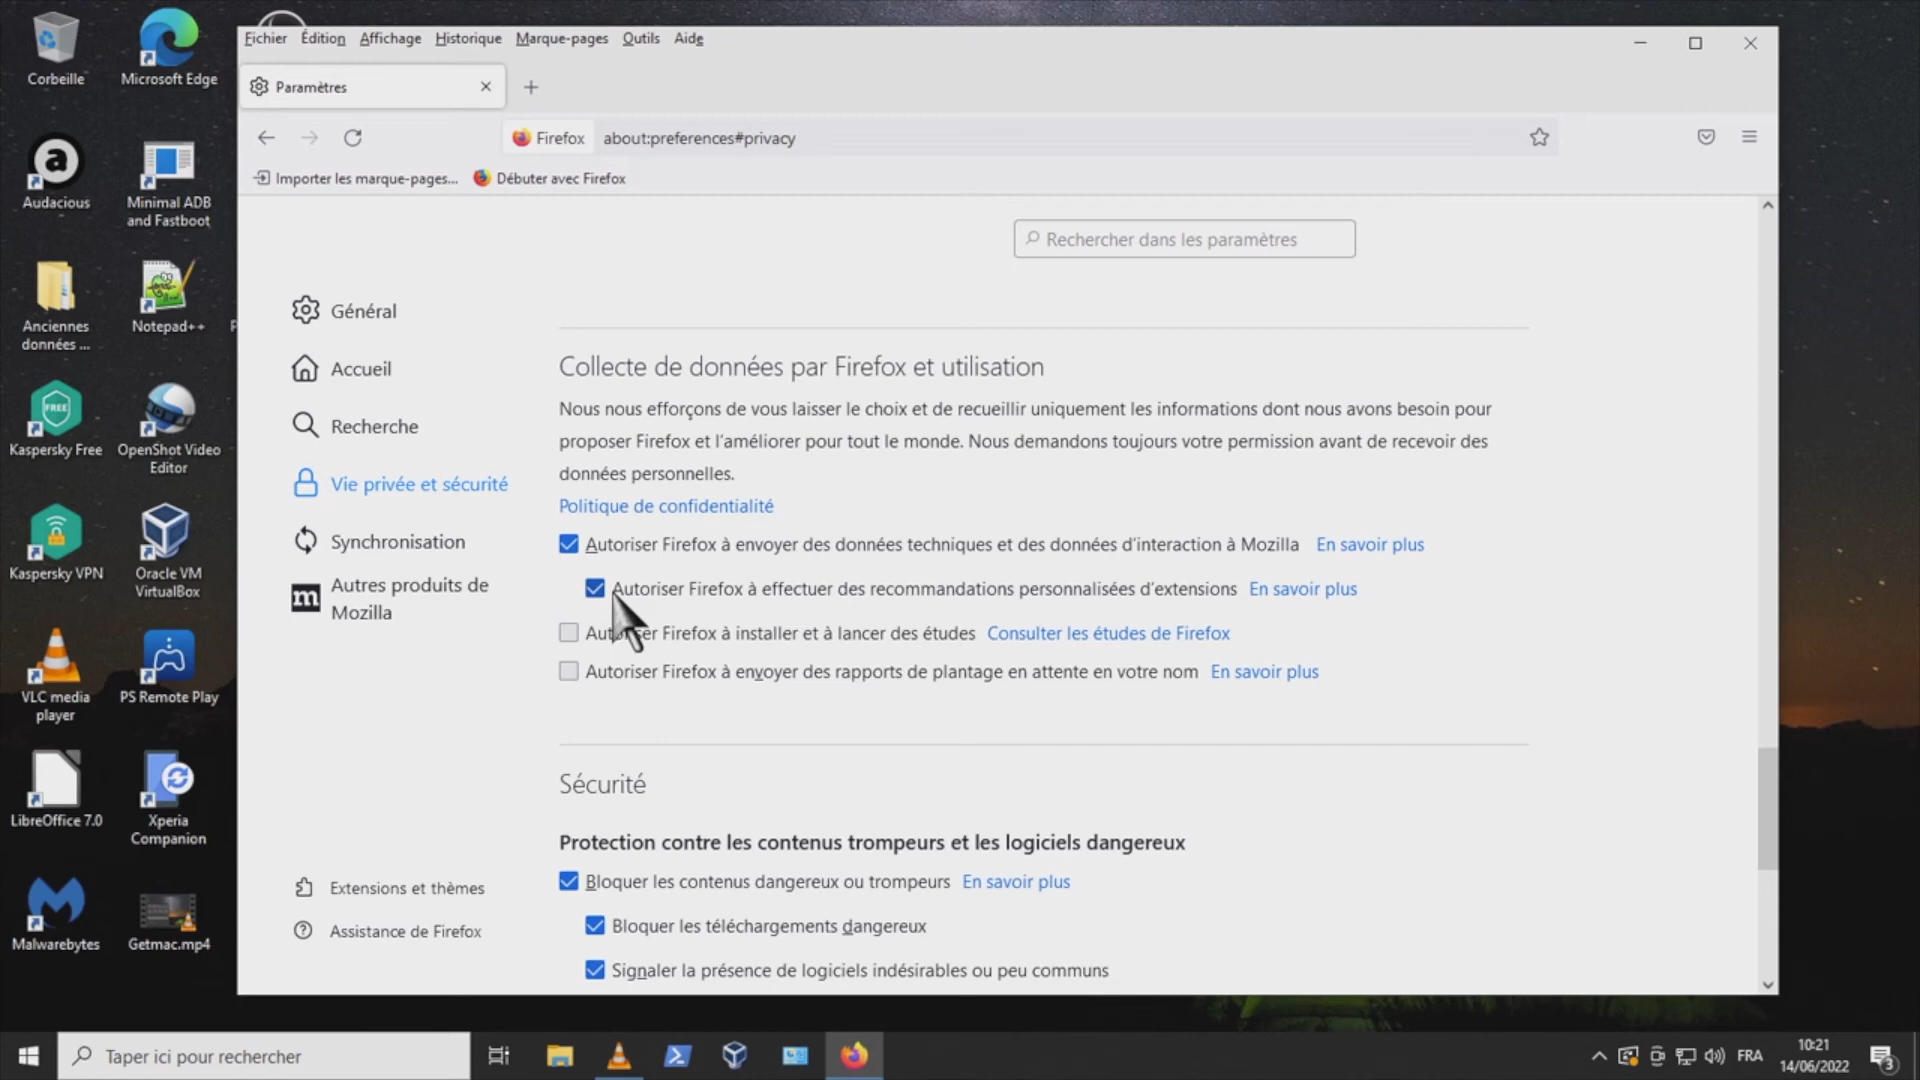 Corbeille
Microsoft Edge
Audacious
Minimal ADB
and Fastboot
Anciennes
données ...
Notepad++
Kaspersky Free
OpenShot Video
Editor
Kaspersky VPN
Oracle VM
VirtualBox
VLC media
player
PS Remote Play
LibreOffice 7.0
Xperia
Companion
Malwarebytes
Getmac.mp4
Fichier Édition Affichage Historique Marque-pages Outils Aide
Paramètres
Firefox about:preferences#privacy
Importer les marque-pages... Débuter avec Firefox
Rechercher dans les paramètres
Général
Accueil
Recherche
Vie privée et sécurité
Synchronisation
Autres produits de
Mozilla
Extensions et thèmes
Assistance de Firefox
Collecte de données par Firefox et utilisation
Nous nous efforçons de vous laisser le choix et de recueillir uniquement les informations dont nous avons besoin pour
proposer Firefox et l'améliorer pour tout le monde. Nous demandons toujours votre permission avant de recevoir des
données personnelles.
Politique de confidentialité
Autoriser Firefox à envoyer des données techniques et des données d'interaction à Mozilla En savoir plus
Autoriser Firefox à effectuer des recommandations personnalisées d'extensions En savoir plus
Autoriser Firefox à installer et à lancer des études Consulter les études de Firefox
Autoriser Firefox à envoyer des rapports de plantage en attente en votre nom En savoir plus
Sécurité
Protection contre les contenus trompeurs et les logiciels dangereux
Bloquer les contenus dangereux ou trompeurs En savoir plus
Bloquer les téléchargements dangereux
Signaler la présence de logiciels indésirables ou peu communs
Taper ici pour rechercher
FRA
10:21
14/06/2022
3